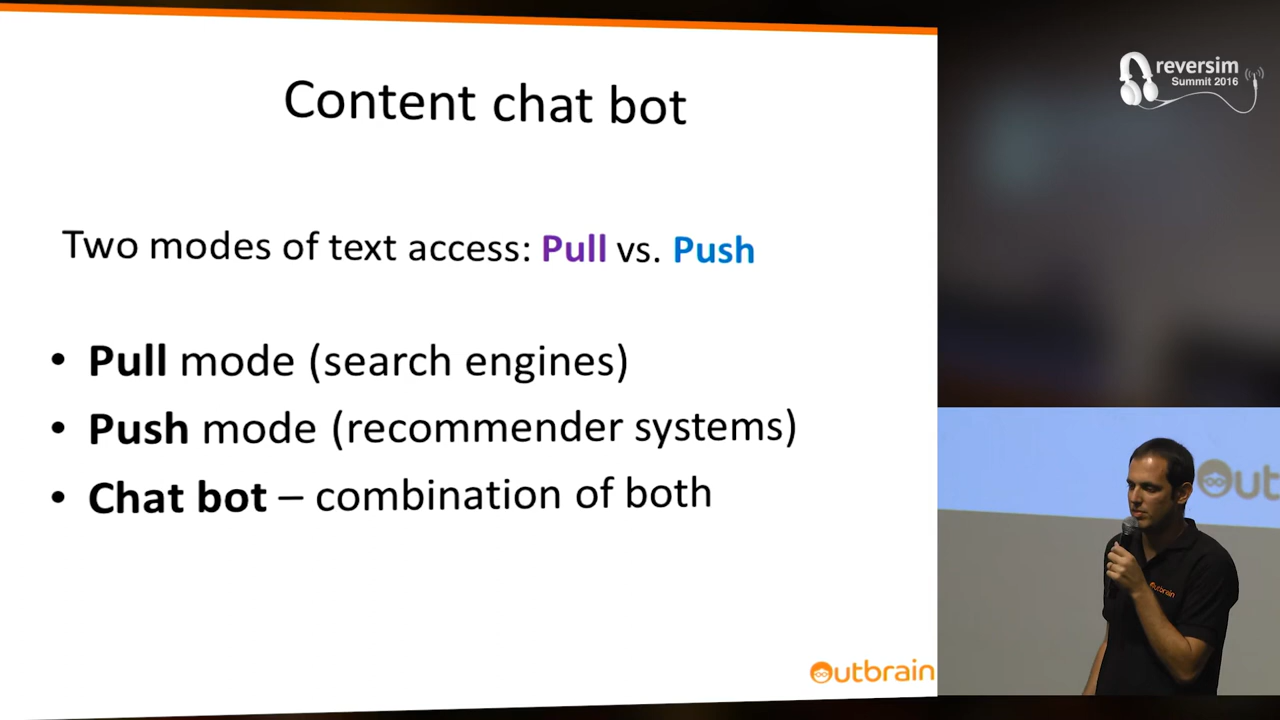 Content chat bot
Two modes of text access: Pull vs. Push
• Pull mode (search engines)
• Push mode (recommender systems)
• Chat bot – combination of both
Outbrain
reversim
Summit 2016
Out
Outbrain